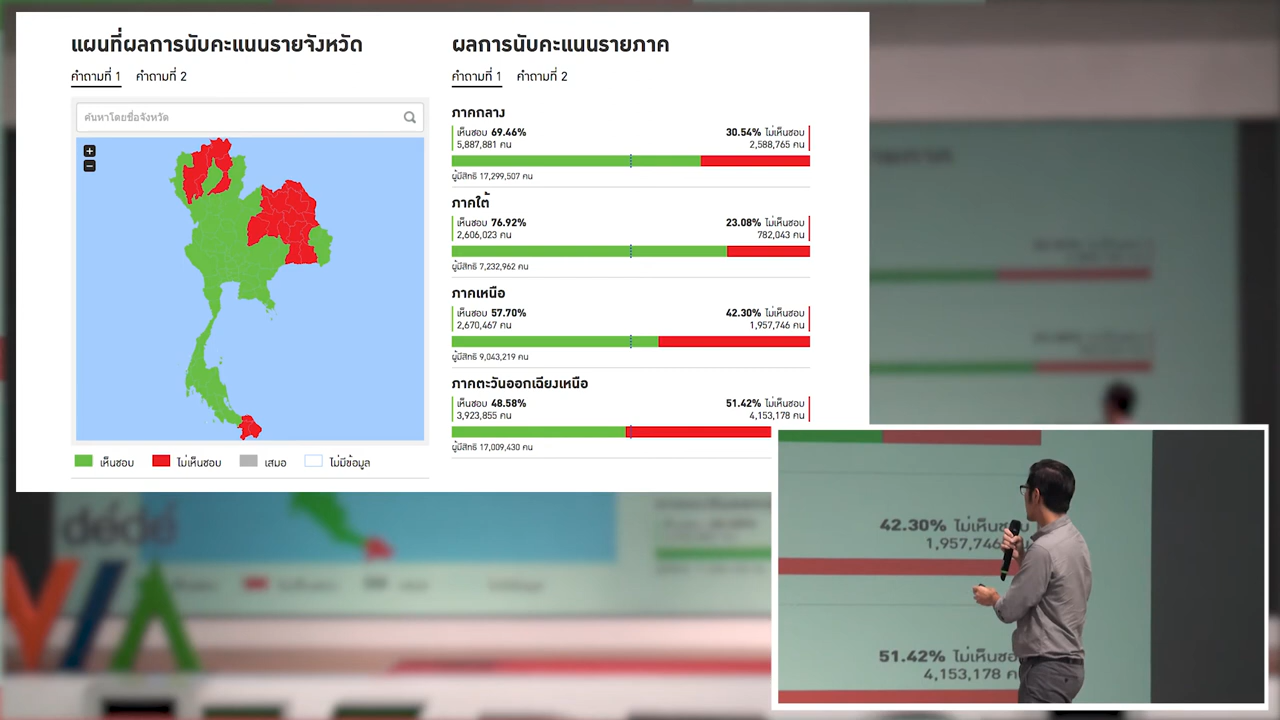 แผนที่ผลการนับคะแนนรายจังหวัด
คำถามที่ 1 คำถามที่ 2
ค้นหาโดยชื่อจังหวัด
+
-
เห็นชอบ ไม่เห็นชอบ เสมอ ไม่มีข้อมูล
ผลการนับคะแนนรายภาค
คำถามที่ 1 คำถามที่ 2
ภาคกลาง
เห็นชอบ 69.46% 30.54% ไม่เห็นชอบ
5,887,881 คน 2,588,765 คน
ผู้มีสิทธิ 17,299,507 คน
ภาคใต้
เห็นชอบ 76.92% 23.08% ไม่เห็นชอบ
2,606,023 คน 782,043 คน
ผู้มีสิทธิ 7,232,962 คน
ภาคเหนือ
เห็นชอบ 57.70% 42.30% ไม่เห็นชอบ
2,670,467 คน 1,957,746 คน
ผู้มีสิทธิ 9,043,219 คน
ภาคตะวันออกเฉียงเหนือ
เห็นชอบ 48.58% 51.42% ไม่เห็นชอบ
3,923,855 คน 4,153,178 คน
ผู้มีสิทธิ 17,009,430 คน
42.30% ไม่เห็นชอ
1,957,746
51.42% ไม่เห็นชอ
4,153,178 ค
dédé
VIA